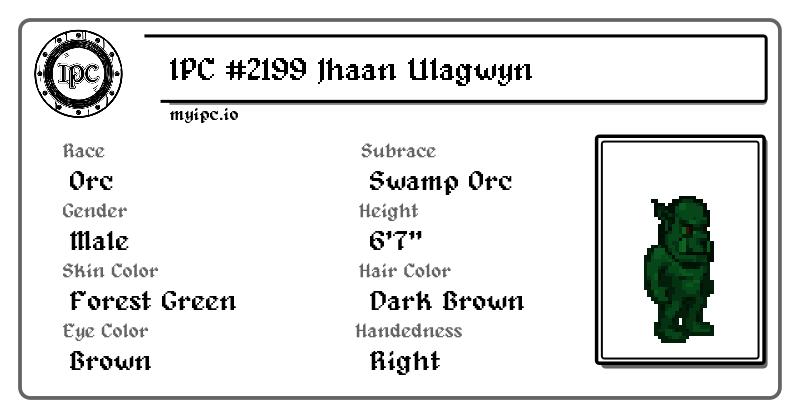 IPC
IPC #2199 Jhaan Ulagwyn
myipc.io
Race
Orc
Subrace
Swamp Orc
Gender
Male
Height
6'7"
Skin Color
Forest Green
Hair Color
Dark Brown
Eye Color
Brown
Handedness
Right